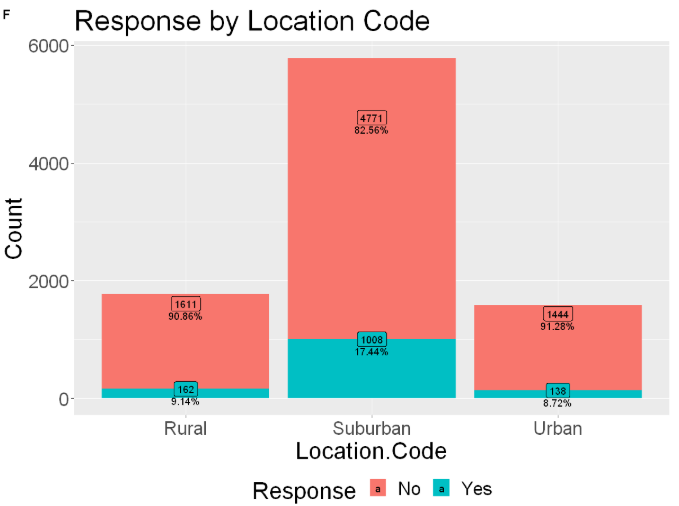 F
Response by Location Code
Count
6000
4000
2000
0
4771
82.56%
1611
90.86%
1444
91.28%
1008
17.44%
162
9.14%
138
8.72%
Rural Suburban Urban
Location.Code
Response a No a Yes